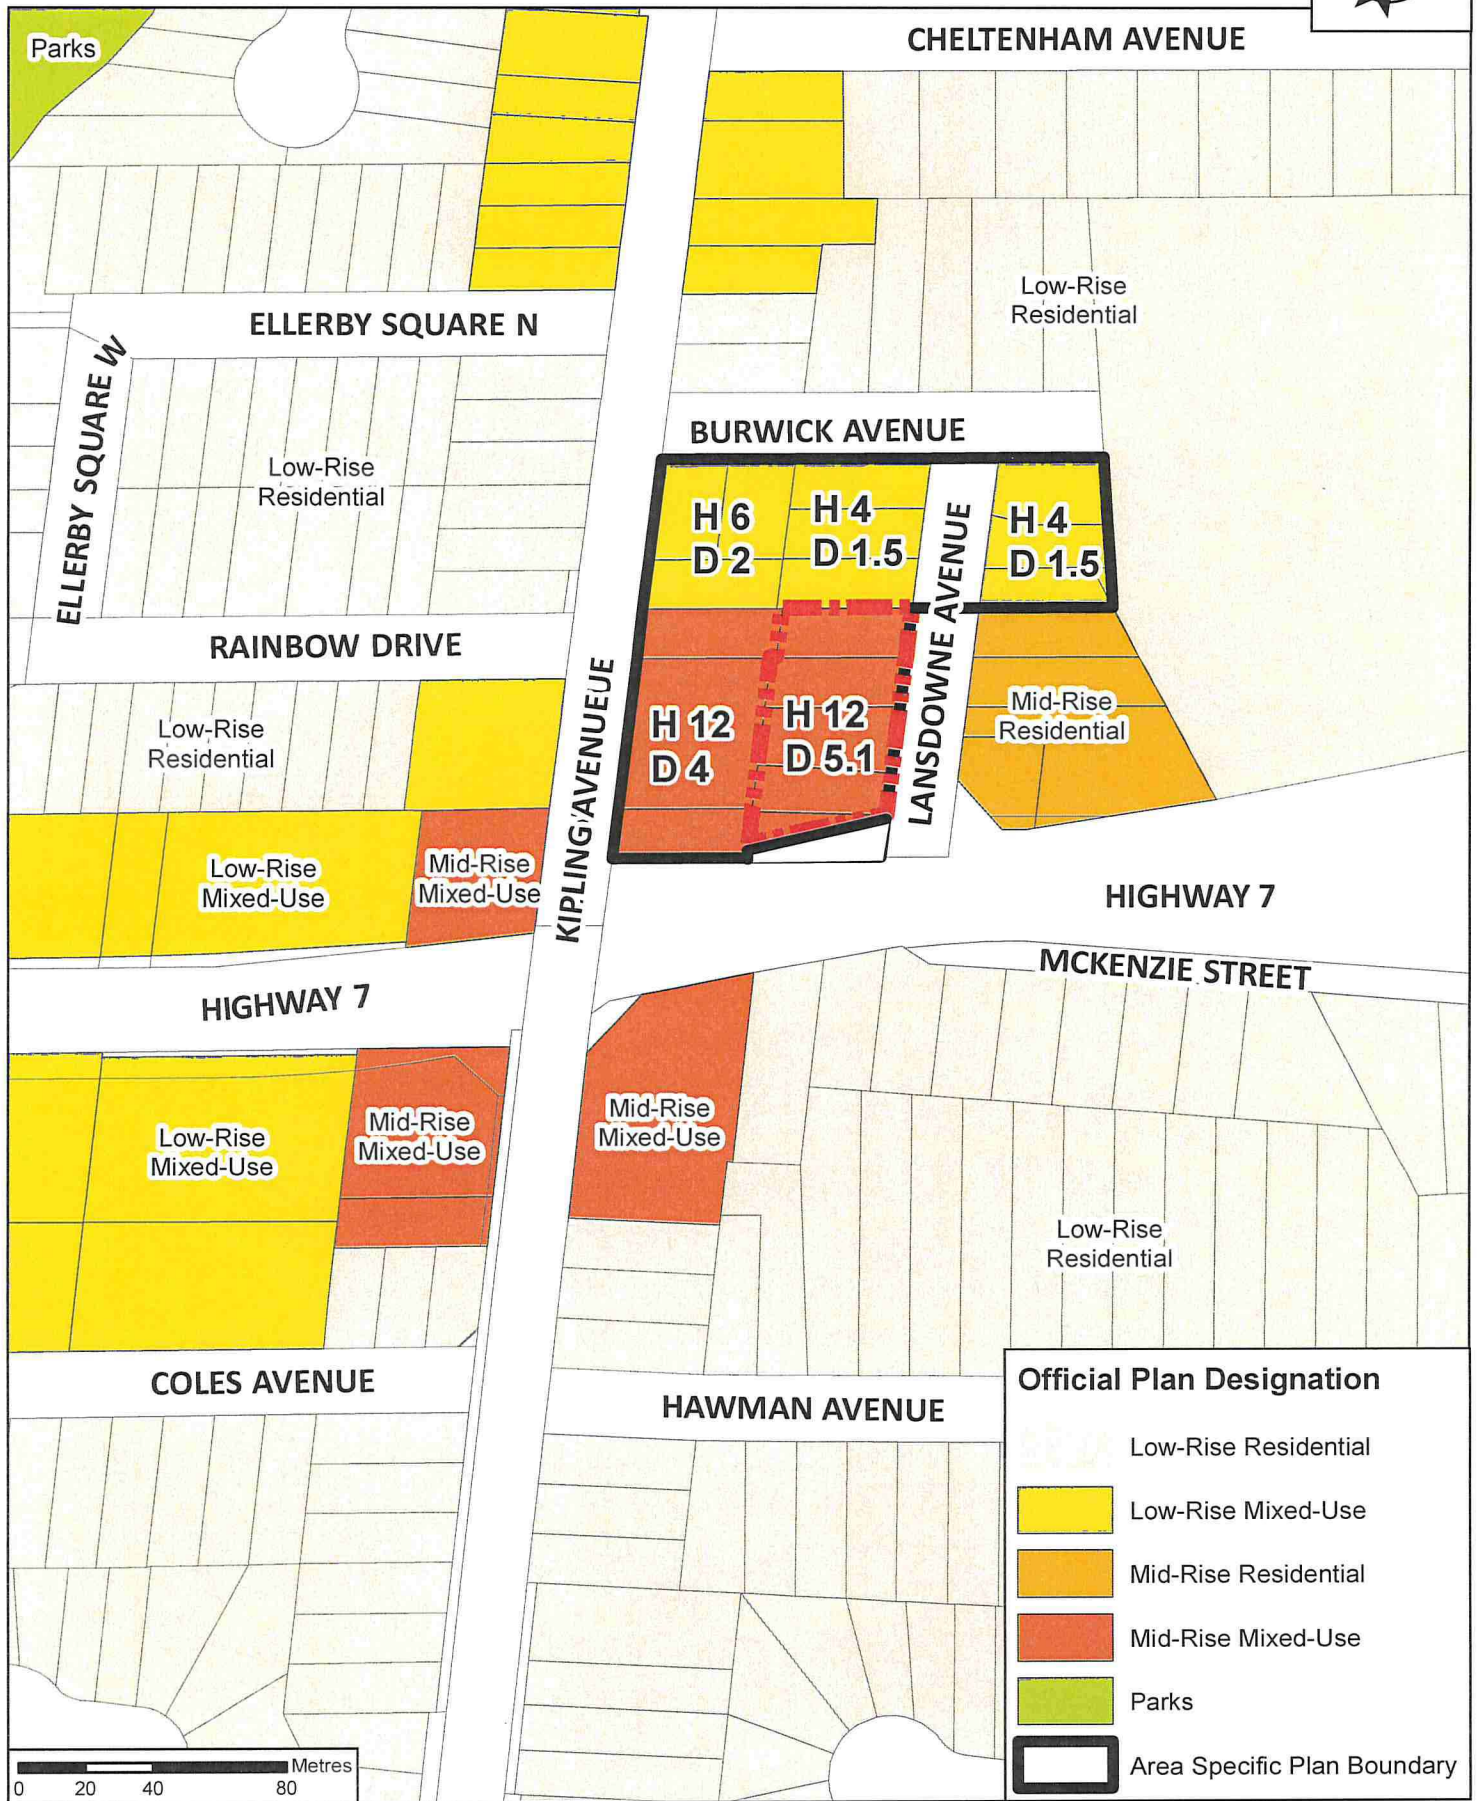 Parks
CHELTENHAM AVENUE
Low-Rise
Residential
ELLERBY SQUARE N
ELLERBY SQUARE W
BURWICK AVENUE
Low-Rise
Residential
H 6
D 2
H 4
D 1.5
H 4
D 1.5
LANSDOWNE AVENUE
RAINBOW DRIVE
KIPLING AVENUEUE
Low-Rise
Residential
H 12
D 4
H 12
D 5.1
Mid-Rise
Residential
Low-Rise
Mixed-Use
Mid-Rise
Mixed-Use
HIGHWAY 7
MCKENZIE STREET
HIGHWAY 7
Low-Rise
Mixed-Use
Mid-Rise
Mixed-Use
Mid-Rise
Mixed-Use
Low-Rise
Residential
COLES AVENUE
HAWMAN AVENUE
Official Plan Designation
Low-Rise Residential
Low-Rise Mixed-Use
Mid-Rise Residential
Mid-Rise Mixed-Use
Parks
Area Specific Plan Boundary
Metres
0 20 40 80